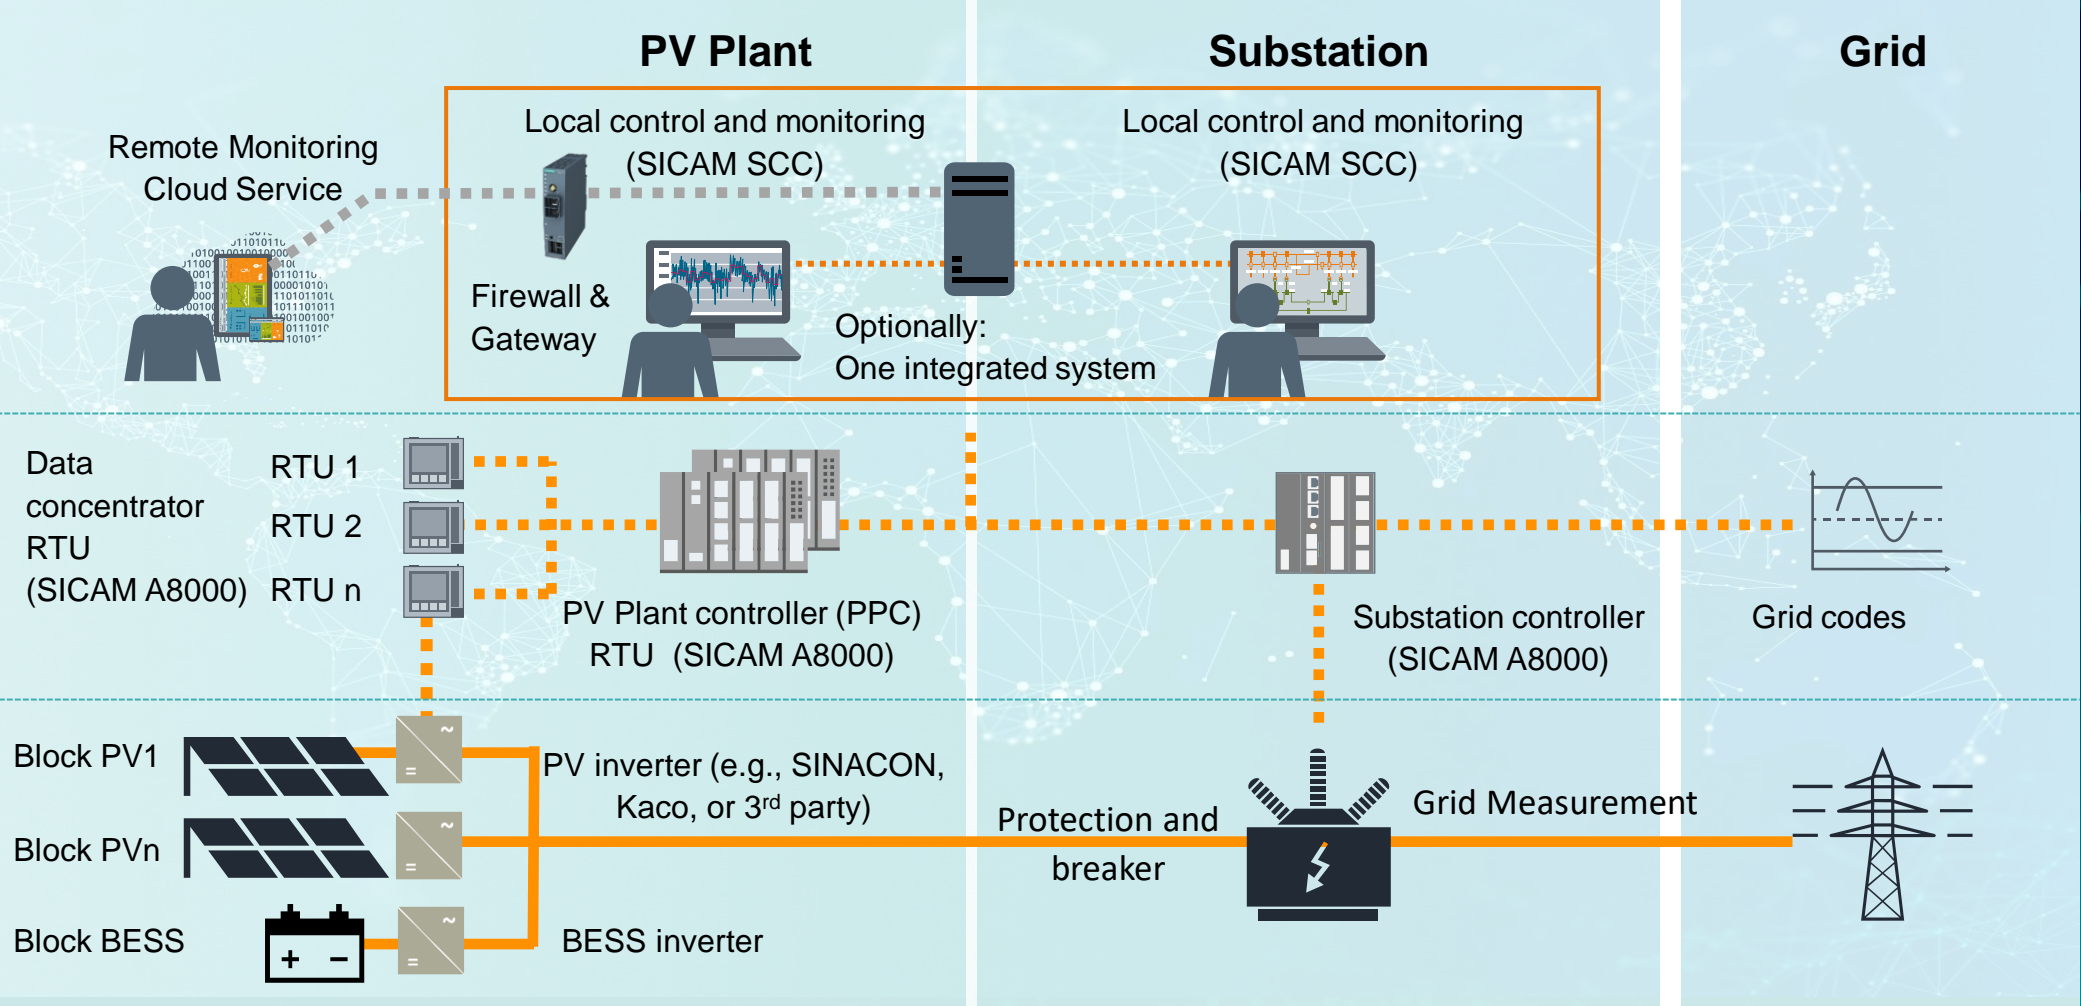 PV Plant
Substation
Grid
Local control and monitoring
(SICAM SCC)
Local control and monitoring
(SICAM SCC)
Remote Monitoring
Cloud Service
Firewall &
Gateway
Optionally:
One integrated system
Data
concentrator
RTU
(SICAM A8000)
RTU 1
RTU 2
RTU n
PV Plant controller (PPC)
RTU (SICAM A8000)
Substation controller
(SICAM A8000)
Grid codes
Block PV1
Block PVn
Block BESS
PV inverter (e.g., SINACON,
Kaco, or 3rd party)
BESS inverter
Protection and
breaker
Grid Measurement